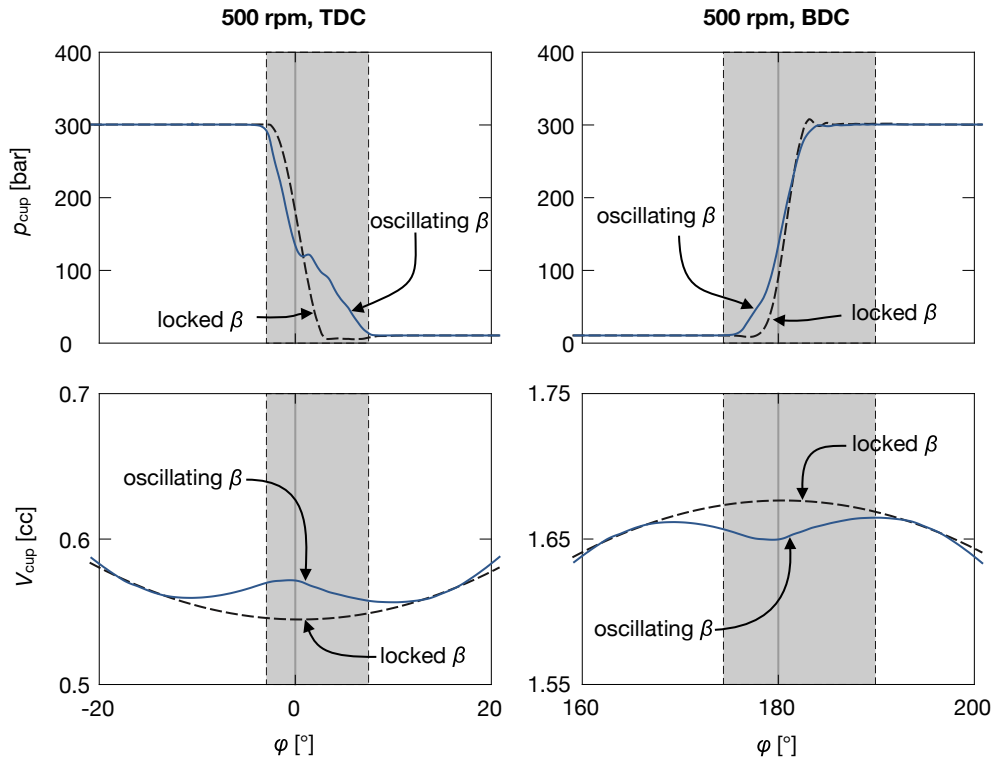 500 rpm, TDC
500 rpm, BDC
400
300
200
100
0
p_cup [bar]
oscillating β
locked β
400
300
200
100
0
oscillating β
locked β
0.7
0.6
0.5
V_cup [cc]
oscillating β
locked β
-20
0
20
φ [°]
1.75
1.65
1.55
locked β
oscillating β
160
180
200
φ [°]